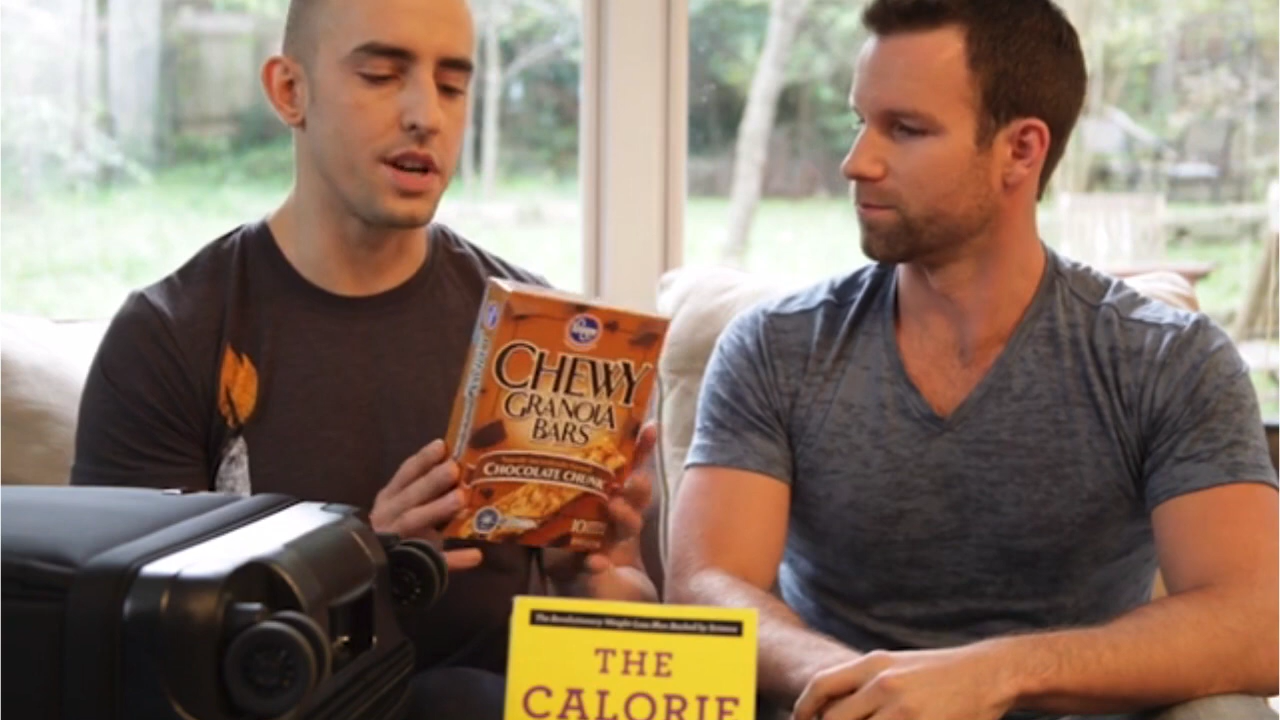 Kroger
CHEWY
GRANOLA
BARS
CHOCOLATE CHUNK
10
The Revolutionary Weight-Loss Plan Backed by Science
THE
CALORIE